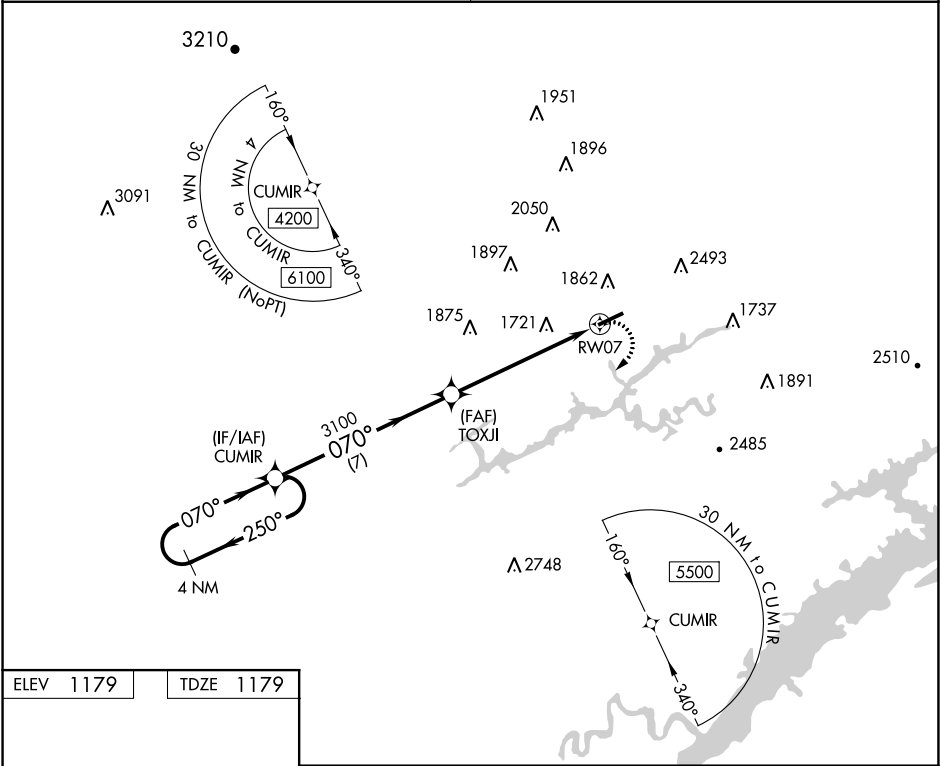 3210
160°
30 NM to CUMIR (NoPT)
4 NM to CUMIR
CUMIR
4200
6100
340°
3091
1951
1896
2050
1897
1862
2493
1875
1721
RW07
1737
2510
1891
2485
(FAF)
TOXJI
3100
070°
(7)
(IF/IAF)
CUMIR
070°
250°
4 NM
2748
30 NM to CUMIR
160°
5500
CUMIR
340°
ELEV 1179
TDZE 1179